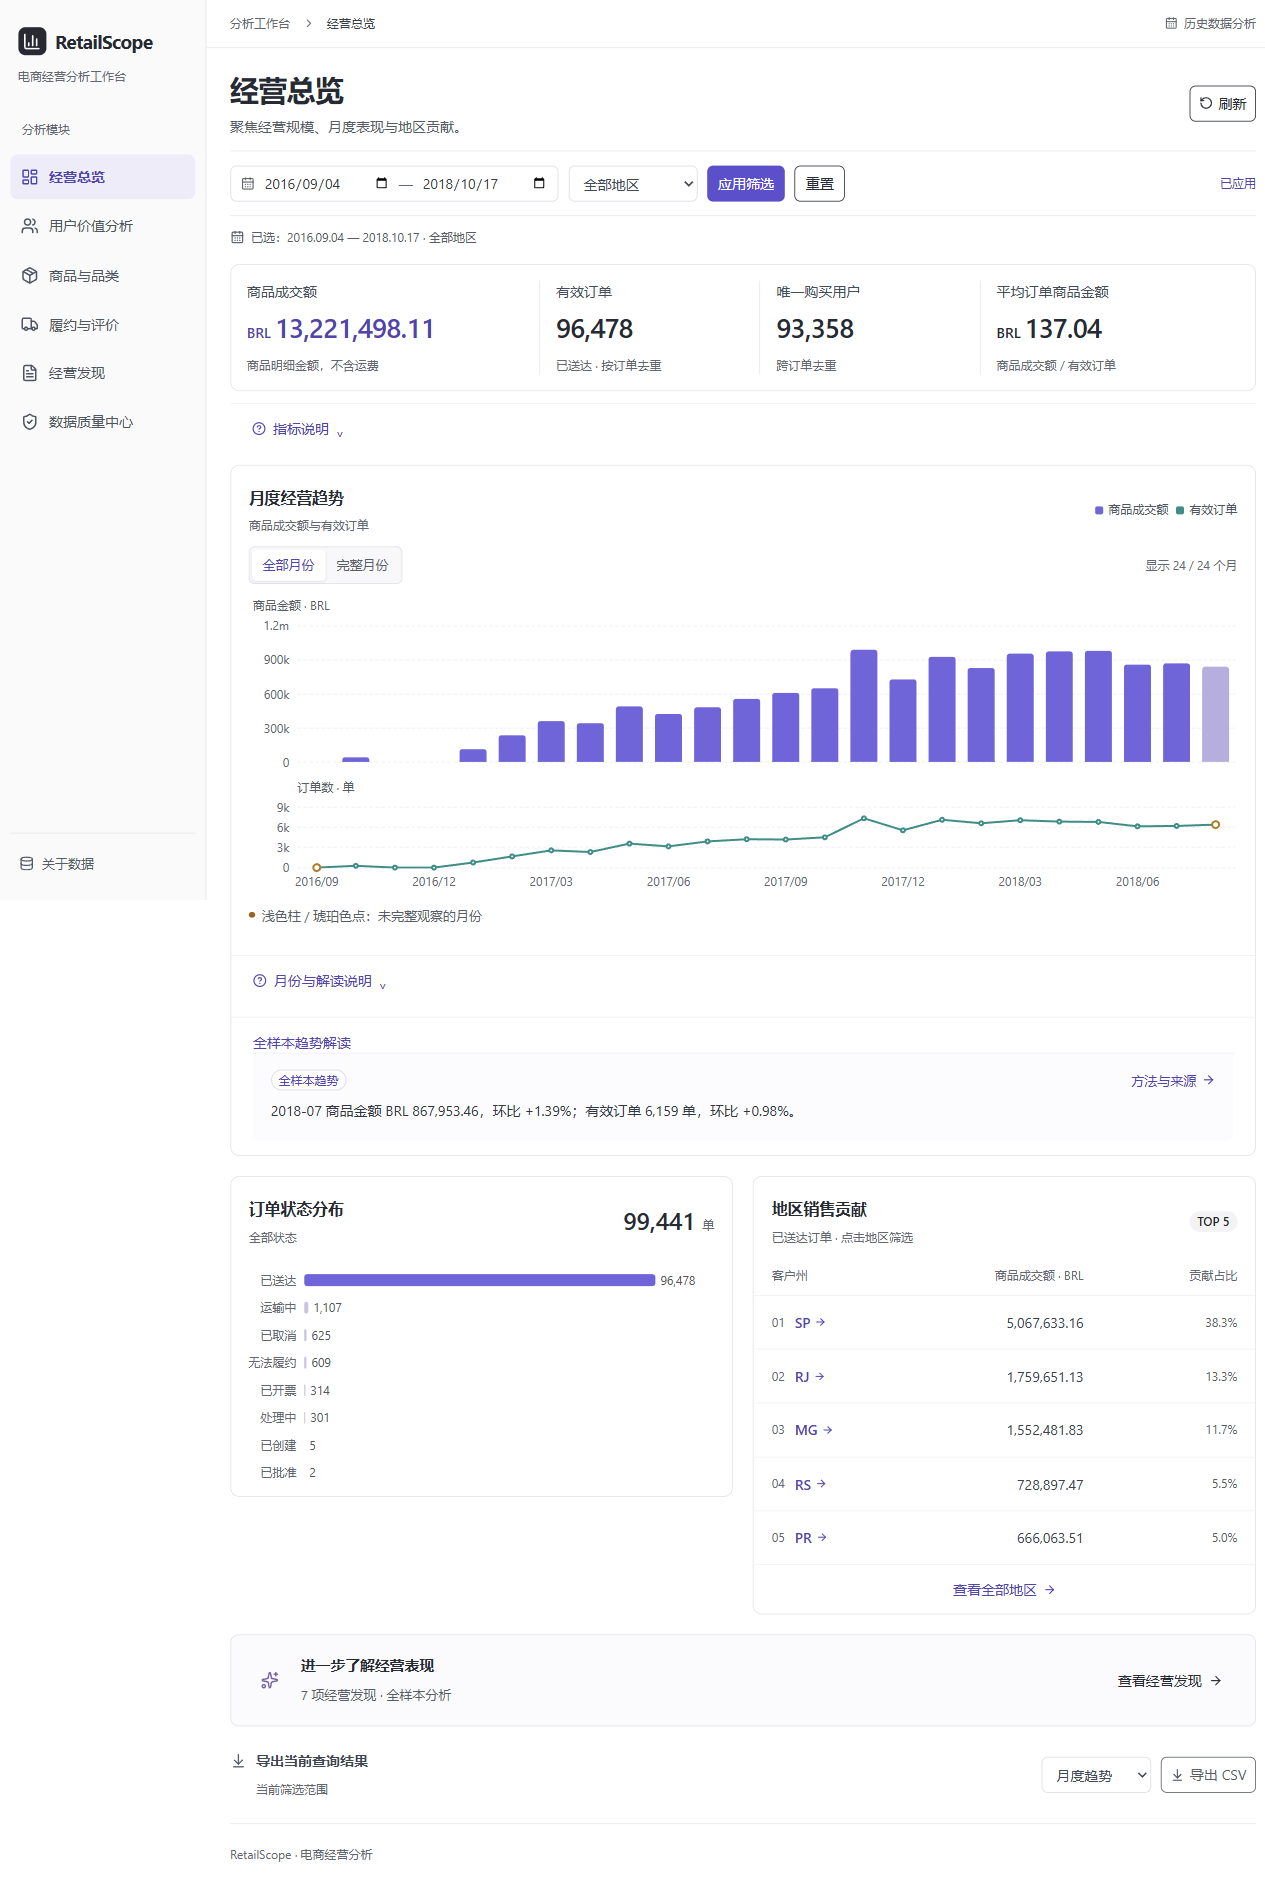 RetailScope
电商经营分析工作台
分析模块
经营总览
用户价值分析
商品与品类
履约与评价
经营发现
数据质量中心
关于数据
分析工作台 > 经营总览
历史数据分析
经营总览
聚焦经营规模、月度表现与地区贡献。
刷新
2016/09/04 — 2018/10/17 全部地区 应用筛选 重置
已应用
已选：2016.09.04 — 2018.10.17 · 全部地区
商品成交额 有效订单 唯一购买用户 平均订单商品金额
BRL 13,221,498.11 96,478 93,358 BRL 137.04
商品明细金额，不含运费 已送达 · 按订单去重 跨订单去重 商品成交额 / 有效订单
指标说明
月度经营趋势
商品成交额与有效订单
商品成交额 有效订单
全部月份 完整月份
显示 24 / 24 个月
商品金额 · BRL
1.2m
900k
600k
300k
0
订单数 · 单
9k
6k
3k
0
2016/09 2016/12 2017/03 2017/06 2017/09 2017/12 2018/03 2018/06
浅色柱 / 琥珀色点：未完整观察的月份
月份与解读说明
全样本趋势解读
全样本趋势
方法与来源 →
2018-07 商品金额 BRL 867,953.46，环比 +1.39%；有效订单 6,159 单，环比 +0.98%。
订单状态分布
全部状态
99,441 单
已送达 96,478
运输中 1,107
已取消 625
无法履约 609
已开票 314
处理中 301
已创建 5
已批准 2
地区销售贡献
已送达订单 · 点击地区筛选
TOP 5
客户州 商品成交额 · BRL 贡献占比
01 SP → 5,067,633.16 38.3%
02 RJ → 1,759,651.13 13.3%
03 MG → 1,552,481.83 11.7%
04 RS → 728,897.47 5.5%
05 PR → 666,063.51 5.0%
查看全部地区 →
进一步了解经营表现
7 项经营发现 · 全样本分析
查看经营发现 →
导出当前查询结果
当前筛选范围
月度趋势 导出 CSV
RetailScope · 电商经营分析